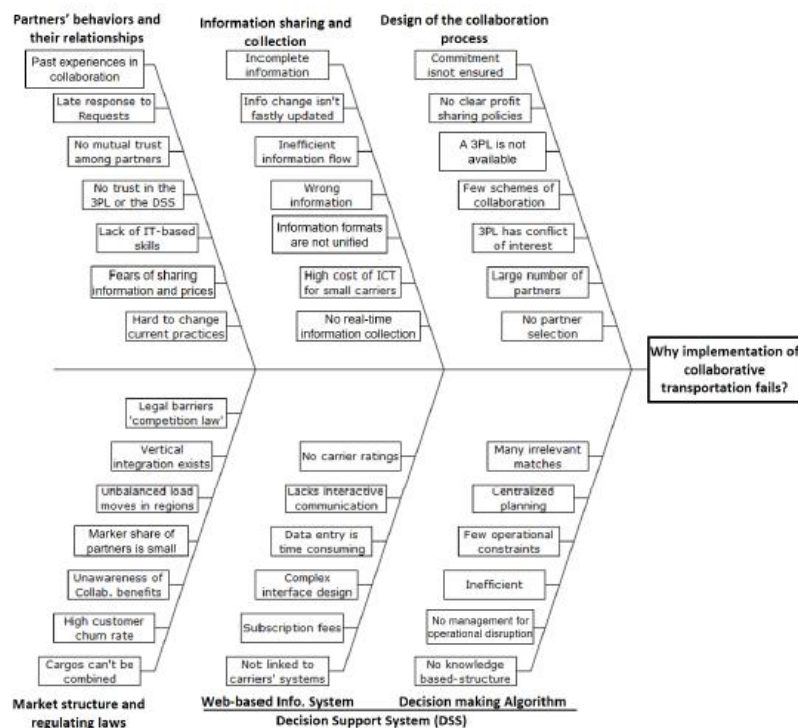 Partners' behaviors and
their relationships
Past experiences in
collaboration
Late response to
Requests
No mutual trust
among partners
No trust in the
3PL or the DSS
Lack of IT-based
skills
Fears of sharing
information and prices
Hard to change
current practices
Information sharing and
collection
Incomplete
information
Info change isn't
fastly updated
Inefficient
information flow
Wrong
information
Information formats
are not unified
High cost of ICT
for small carriers
No real-time
information collection
Design of the collaboration
process
Commitment
isnot ensured
No clear profit
sharing policies
A 3PL is not
available
Few schemes of
collaboration
3PL has conflict
of interest
Large number of
partners
No partner
selection
Why implementation of
collaborative
transportation fails?
Legal barriers
'competition law'
Vertical
integration exists
Unbalanced load
moves in regions
Marker share of
partners is small
Unawareness of
Collab. benefits
High customer
churn rate
Cargos can't be
combined
Market structure and
regulating laws
No carrier ratings
Lacks interactive
communication
Data entry is
time consuming
Complex
interface design
Subscription fees
Not linked to
carriers' systems
Web-based Info. System
Many irrelevant
matches
Centralized
planning
Few operational
constraints
Inefficient
No management for
operational disruption
No knowledge
based-structure
Decision making Algorithm
Decision Support System (DSS)